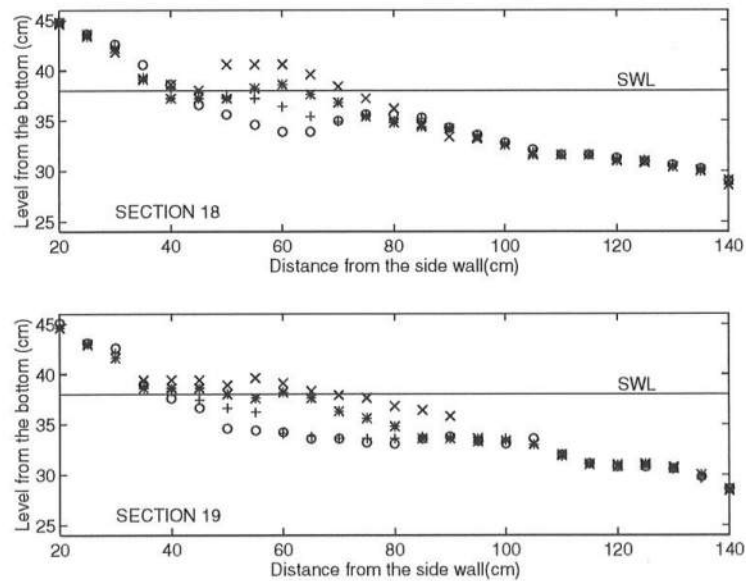 45
40
35
30
25
Level from the bottom (cm)
SWL
SECTION 18
20 40 60 80 100 120 140
Distance from the side wall(cm)
45
40
35
30
25
Level from the bottom (cm)
SWL
SECTION 19
20 40 60 80 100 120 140
Distance from the side wall(cm)